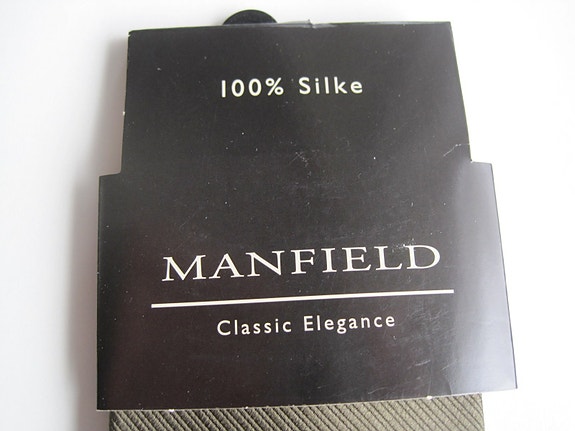 100% Silke
MANFIELD
Classic Elegance